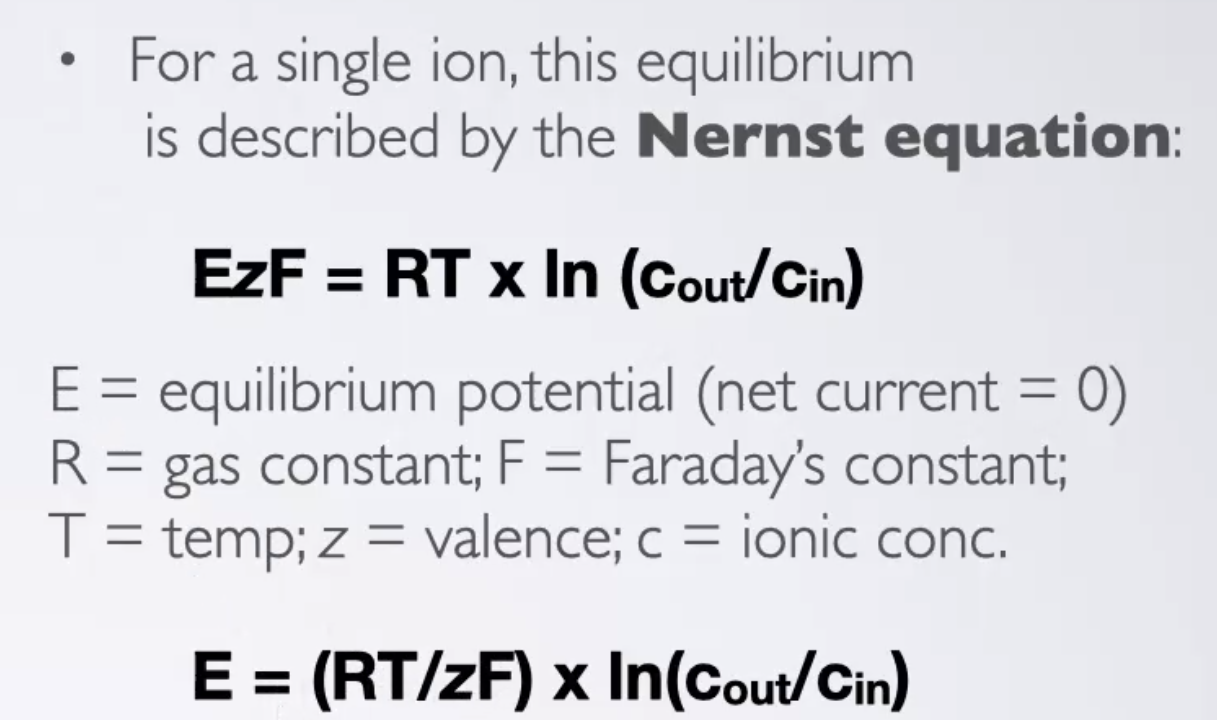 • For a single ion, this equilibrium
is described by the Nernst equation:
EzF = RT x ln (cout/cin)
E = equilibrium potential (net current = 0)
R = gas constant; F = Faraday’s constant;
T = temp; z = valence; c = ionic conc.
E = (RT/zF) x ln(cout/cin)